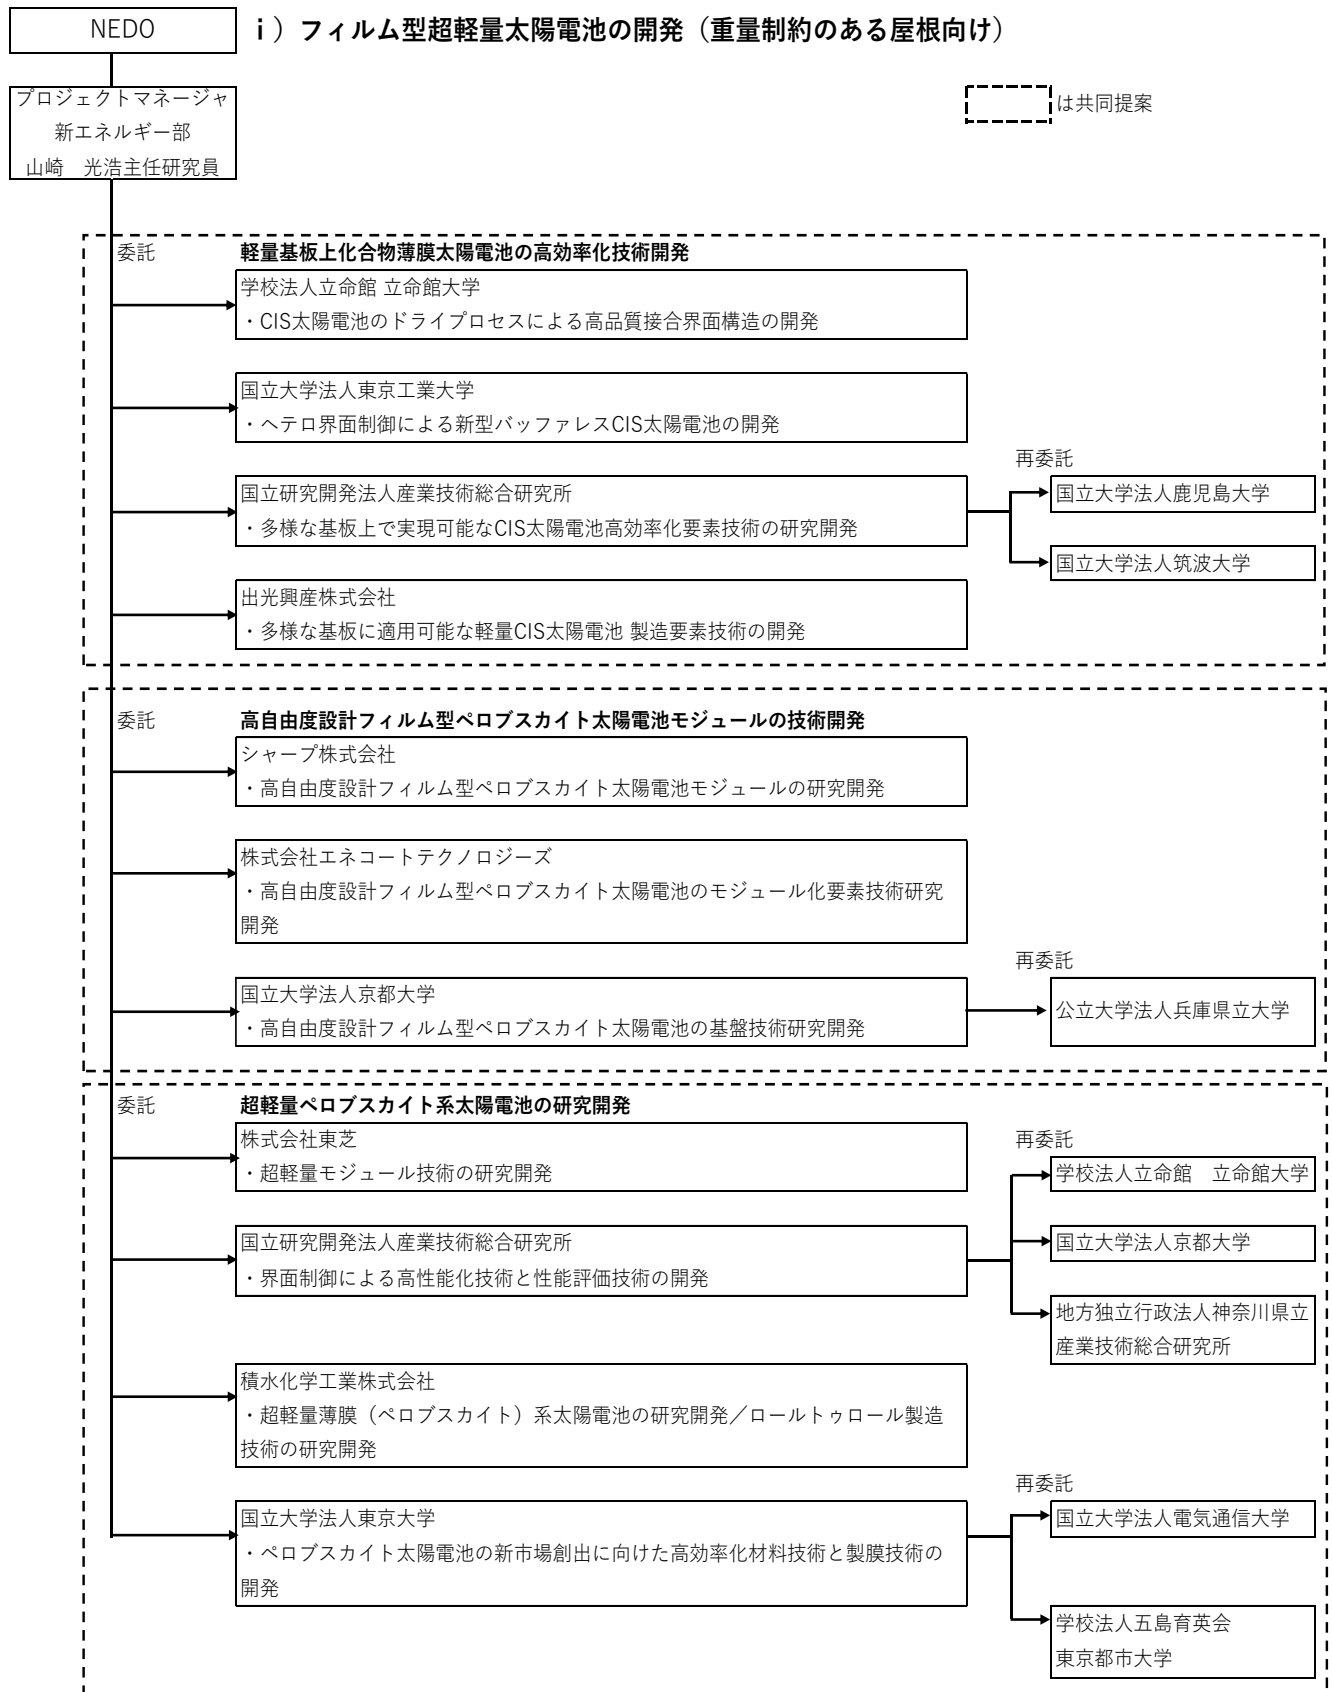 NEDO
ⅰ）フィルム型超軽量太陽電池の開発（重量制約のある屋根向け）
プロジェクトマネージャ
新エネルギー部
山崎　光浩主任研究員
は共同提案
委託
軽量基板上化合物薄膜太陽電池の高効率化技術開発
学校法人立命館 立命館大学
・CIS太陽電池のドライプロセスによる高品質接合界面構造の開発
国立大学法人東京工業大学
・ヘテロ界面制御による新型バッファレスCIS太陽電池の開発
再委託
国立研究開発法人産業技術総合研究所
・多様な基板上で実現可能なCIS太陽電池高効率化要素技術の研究開発
国立大学法人鹿児島大学
国立大学法人筑波大学
出光興産株式会社
・多様な基板に適用可能な軽量CIS太陽電池 製造要素技術の開発
委託
高自由度設計フィルム型ペロブスカイト太陽電池モジュールの技術開発
シャープ株式会社
・高自由度設計フィルム型ペロブスカイト太陽電池モジュールの研究開発
株式会社エネコートテクノロジーズ
・高自由度設計フィルム型ペロブスカイト太陽電池のモジュール化要素技術研究
開発
再委託
国立大学法人京都大学
・高自由度設計フィルム型ペロブスカイト太陽電池の基盤技術研究開発
公立大学法人兵庫県立大学
委託
超軽量ペロブスカイト系太陽電池の研究開発
株式会社東芝
・超軽量モジュール技術の研究開発
再委託
学校法人立命館　立命館大学
国立研究開発法人産業技術総合研究所
・界面制御による高性能化技術と性能評価技術の開発
国立大学法人京都大学
地方独立行政法人神奈川県立
産業技術総合研究所
積水化学工業株式会社
・超軽量薄膜（ペロブスカイト）系太陽電池の研究開発／ロールトゥロール製造
技術の研究開発
再委託
国立大学法人東京大学
・ペロブスカイト太陽電池の新市場創出に向けた高効率化材料技術と製膜技術の
開発
国立大学法人電気通信大学
学校法人五島育英会
東京都市大学